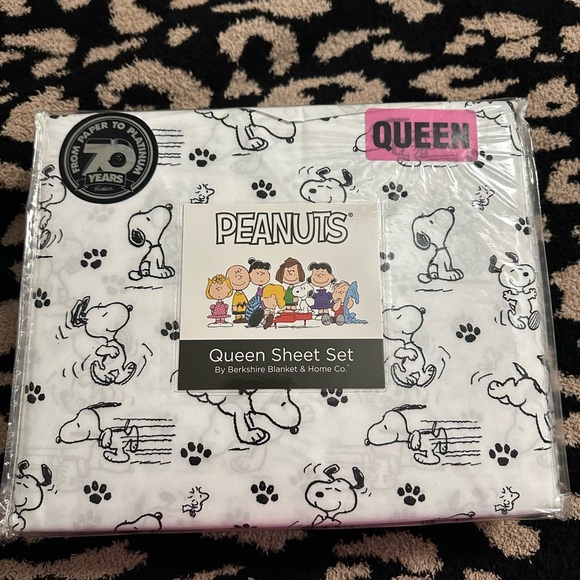 FROM PAPER TO PLATINUM
70
YEARS
QUEEN
PEANUTS®
Queen Sheet Set
By Berkshire Blanket & Home Co.®